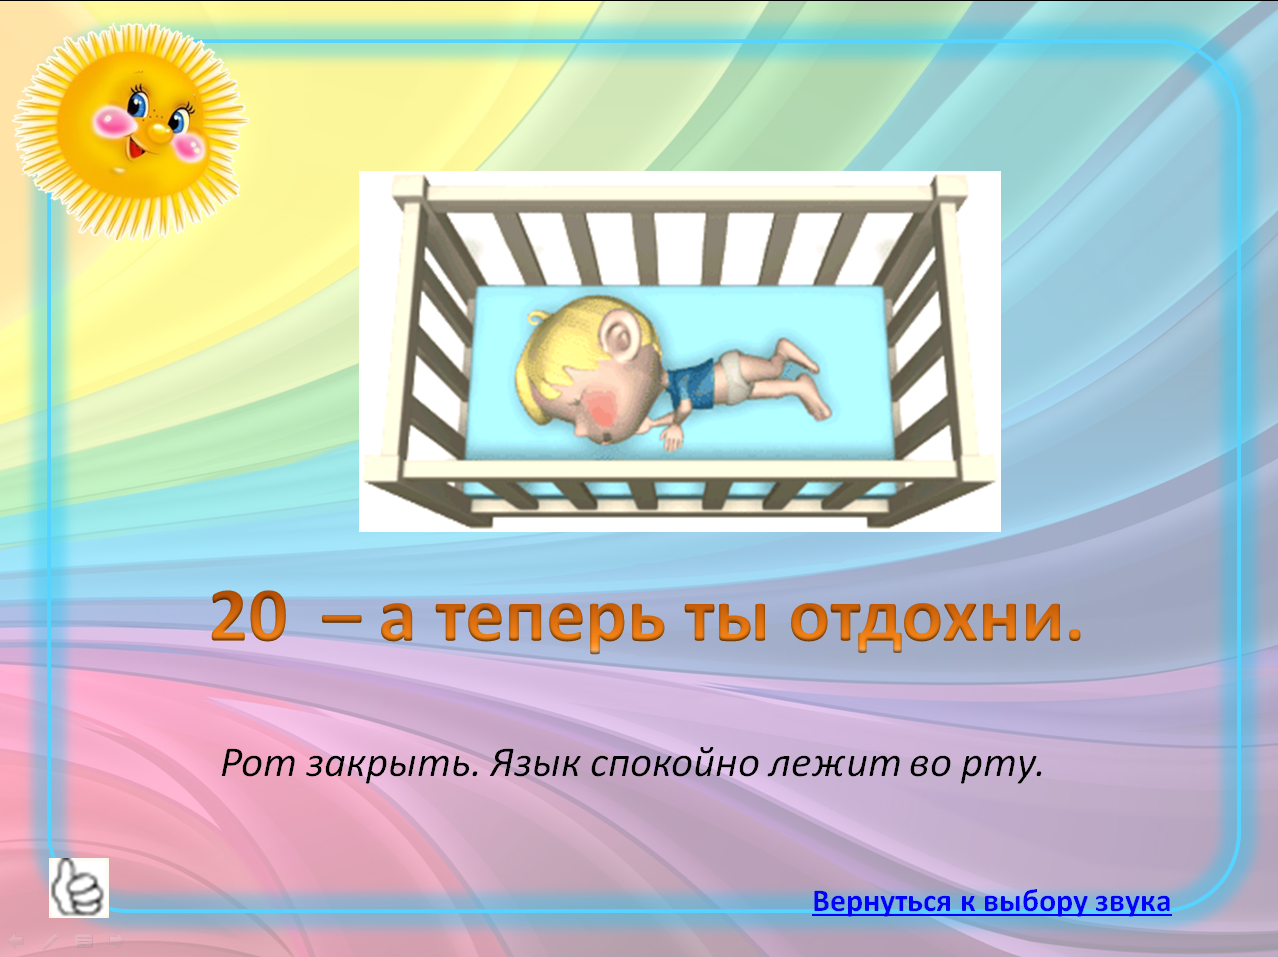 20 – а теперь ты отдохни.
Рот закрыть. Язык спокойно лежит во рту.
Вернуться к выбору звука